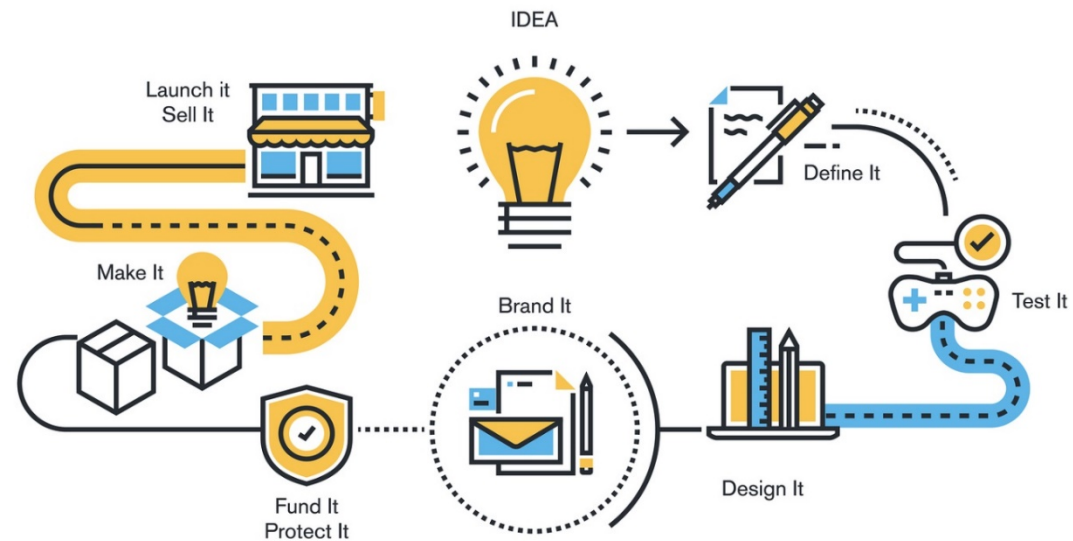 IDEA
Define It
Test It
Design It
Brand It
Fund It
Protect It
Make It
Launch it
Sell It